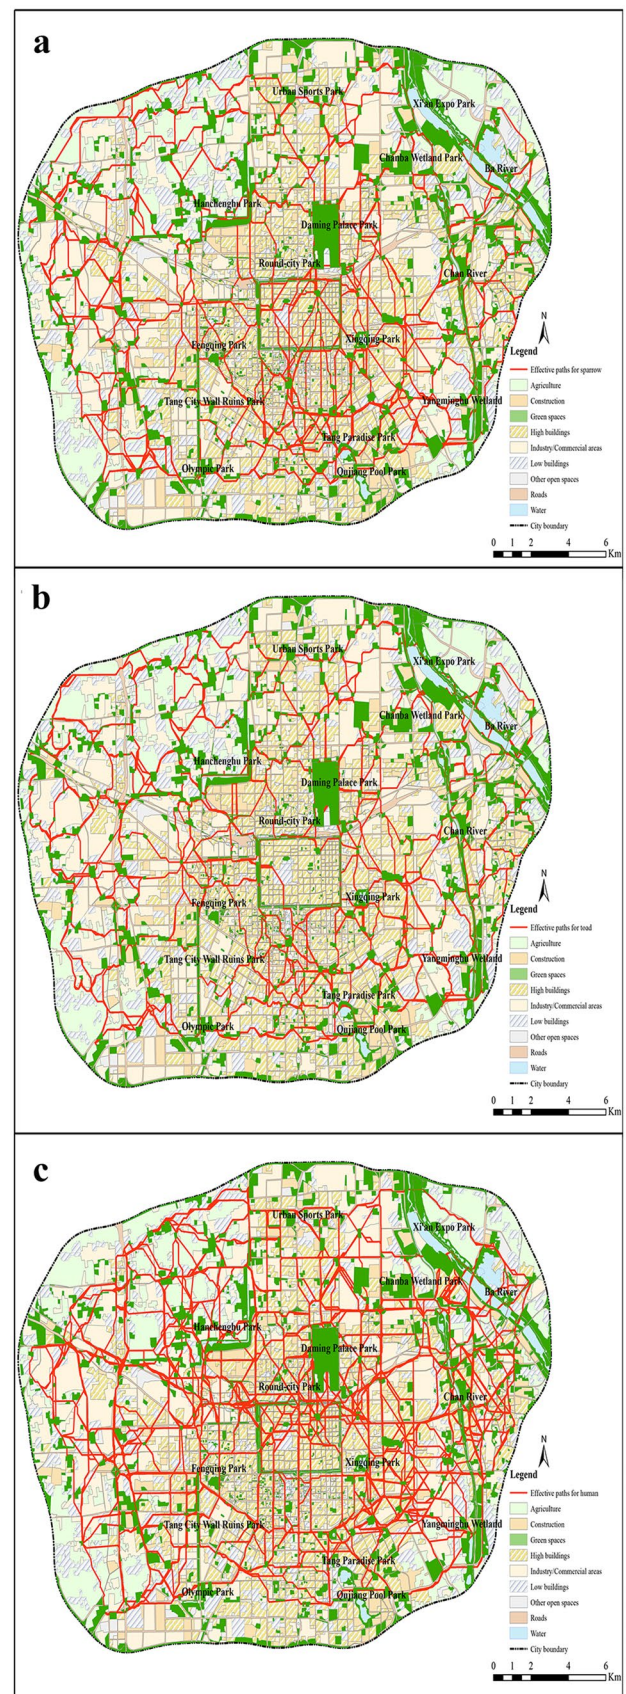 a
Urban Sports Park
Xi'an Expo Park
Chanba Wetland Park
Ba River
Hanchenghu Park
Daming Palace Park
Round-city Park
Chan River
Fengqing Park
Xingqing Park
Tang City Wall Ruins Park
Yangminghu Wetland
Tang Paradise Park
Olympic Park
Qujiang Pool Park
N
Legend
Effective paths for sparrow
Agriculture
Construction
Green spaces
High buildings
Industry/Commercial areas
Low buildings
Other open spaces
Roads
Water
City boundary
0 1 2 4 6
Km
b
Urban Sports Park
Xi'an Expo Park
Chanba Wetland Park
Ba River
Hanchenghu Park
Daming Palace Park
Round-city Park
Chan River
Fengqing Park
Xingqing Park
Tang City Wall Ruins Park
Yangminghu Wetland
Tang Paradise Park
Olympic Park
Qujiang Pool Park
N
Legend
Effective paths for toad
Agriculture
Construction
Green spaces
High buildings
Industry/Commercial areas
Low buildings
Other open spaces
Roads
Water
City boundary
0 1 2 4 6
Km
c
Urban Sports Park
Xi'an Expo Park
Chanba Wetland Park
Ba River
Hanchenghu Park
Daming Palace Park
Round-city Park
Chan River
Fengqing Park
Xingqing Park
Tang City Wall Ruins Park
Yangminghu Wetland
Tang Paradise Park
Olympic Park
Qujiang Pool Park
N
Legend
Effective paths for human
Agriculture
Construction
Green spaces
High buildings
Industry/Commercial areas
Low buildings
Other open spaces
Roads
Water
City boundary
0 1 2 4 6
Km